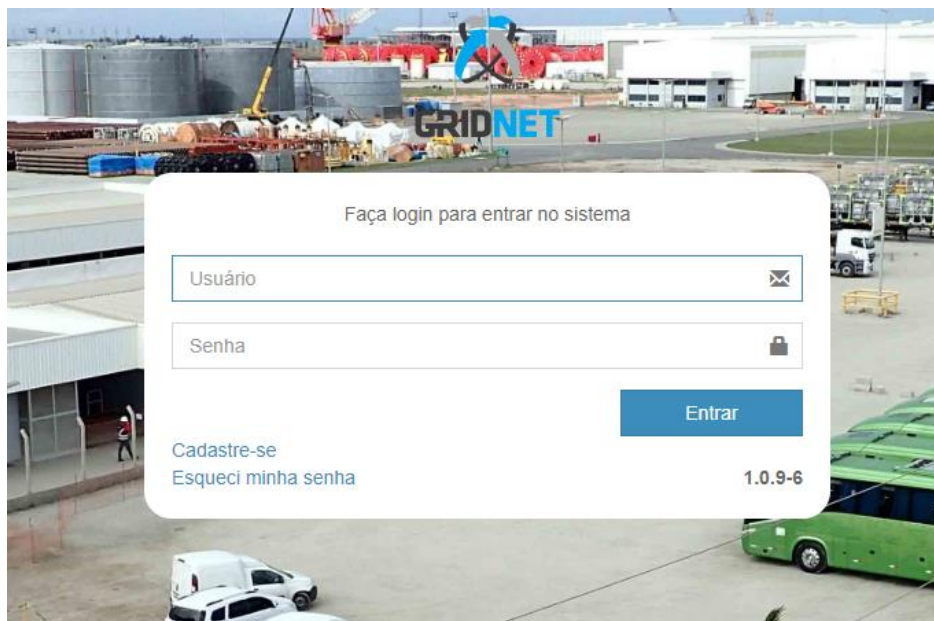 GRIDNET
Faça login para entrar no sistema
Usuário
Senha
Entrar
Cadastre-se
Esqueci minha senha
1.0.9-6